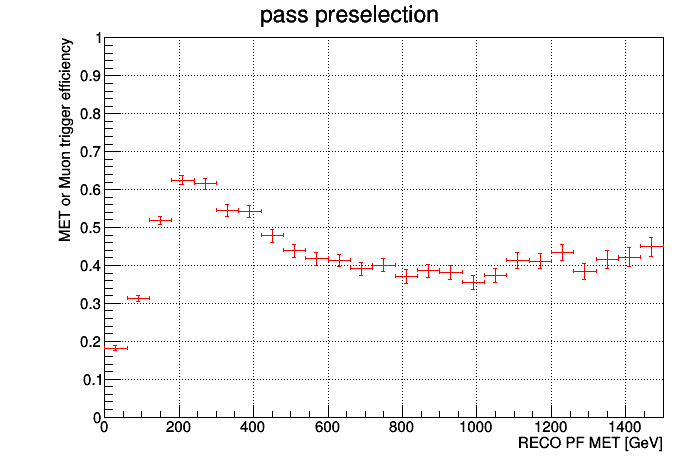 pass preselection
MET or Muon trigger efficiency
1
0.9
0.8
0.7
0.6
0.5
0.4
0.3
0.2
0.1
0
0 200 400 600 800 1000 1200 1400
RECO PF MET [GeV]